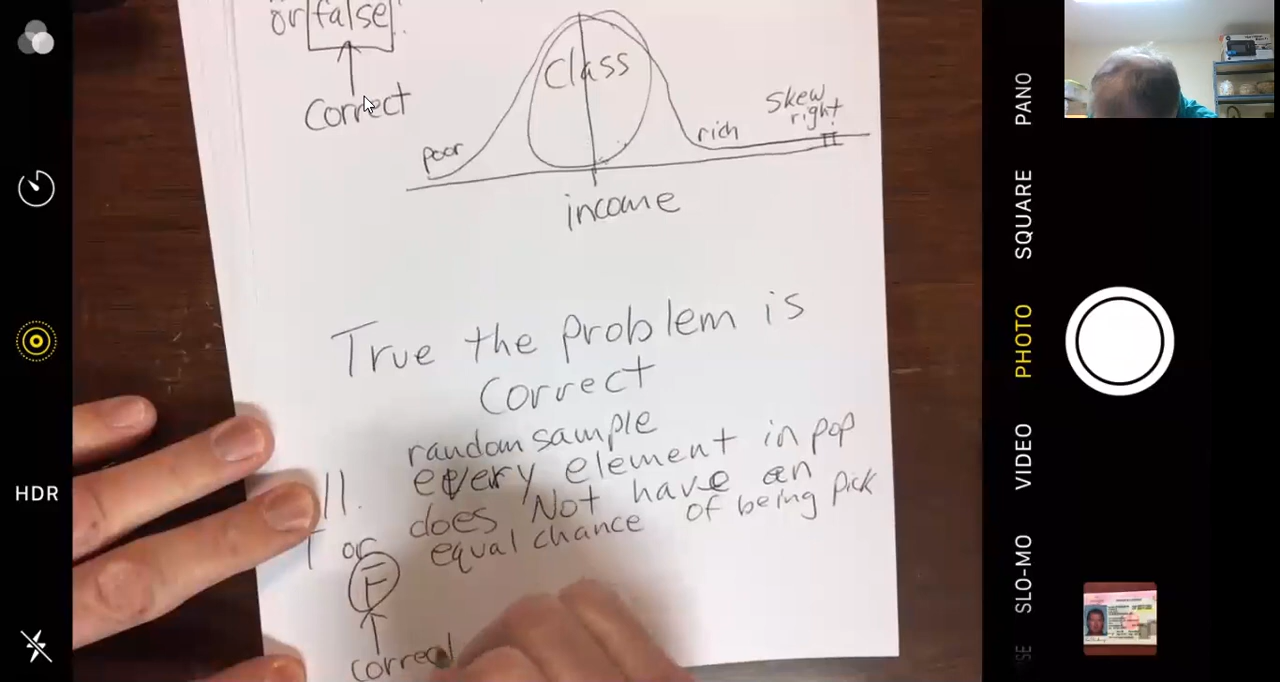 or false.
Correct
Class
poor
rich
Skew
right
income
True the problem is
Correct
random sample
11. every element in pop
does Not have an
T or equal chance of being pick
F
correct
PANO
SQUARE
PHOTO
VIDEO
SLO-MO
SE
HDR